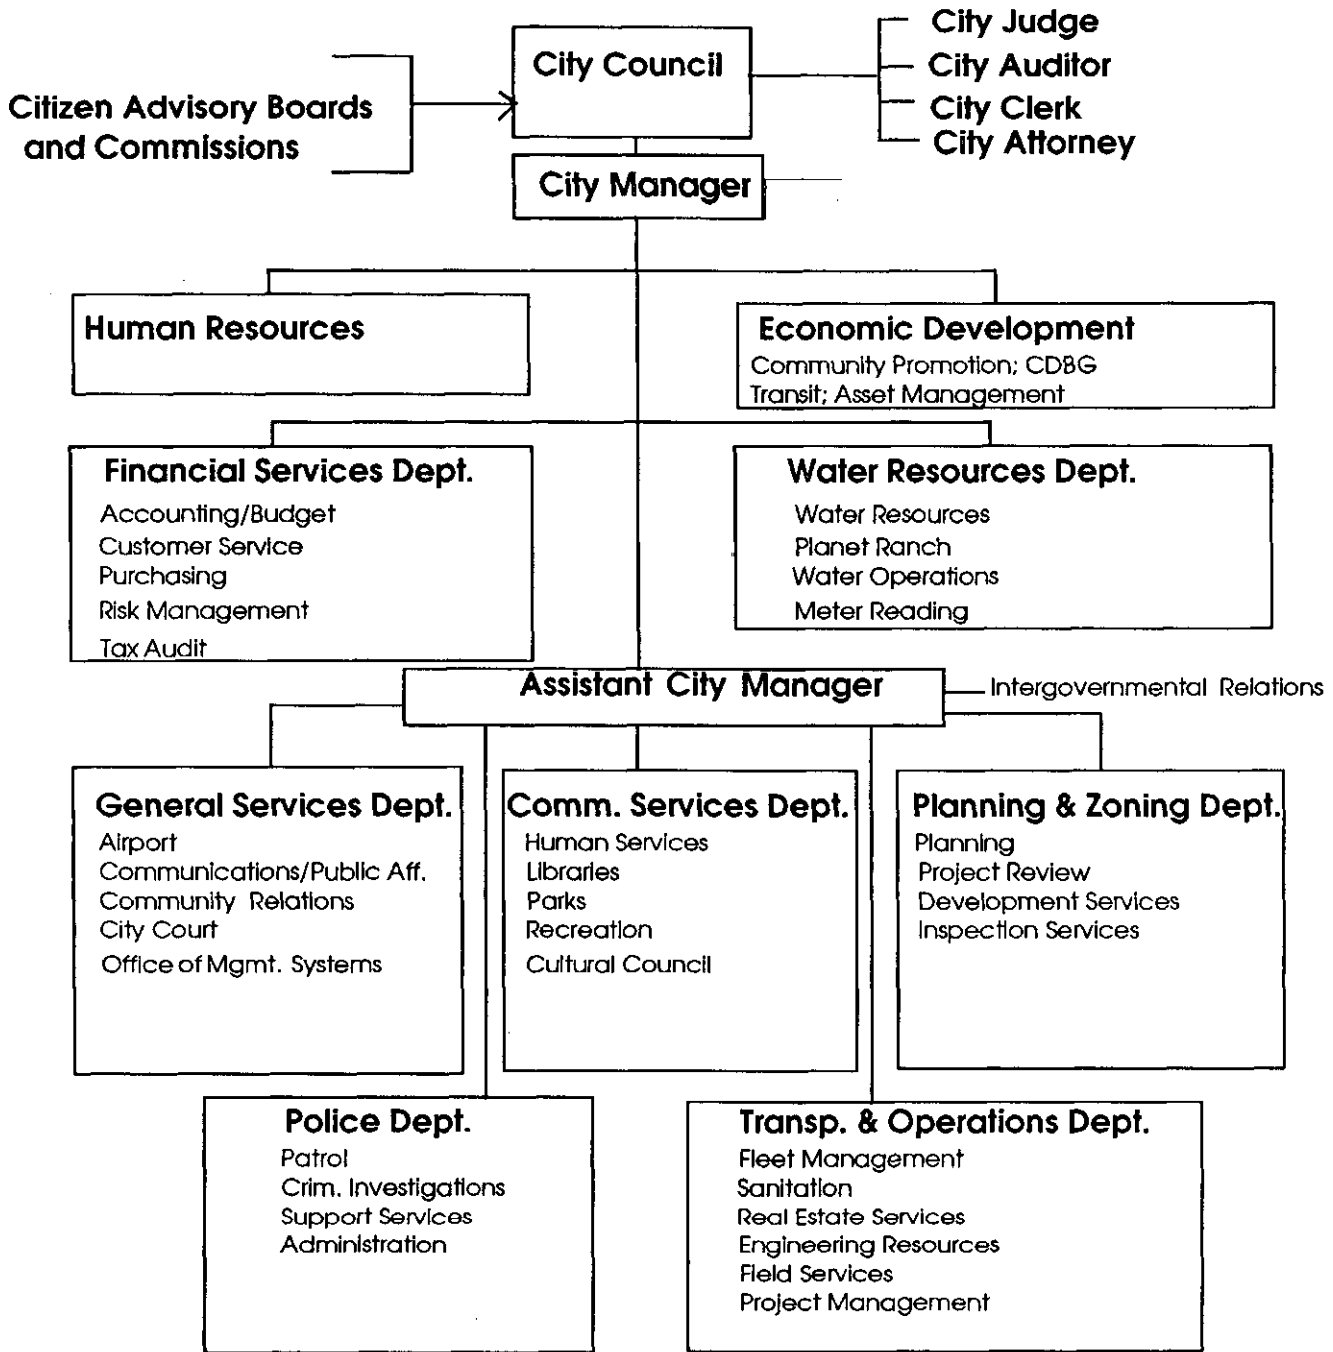 City Judge
City Council
City Auditor
Citizen Advisory Boards
and Commissions
City Clerk
City Attorney
City Manager
Human Resources
Economic Development
Community Promotion; CDBG
Transit; Asset Management
Financial Services Dept.
Accounting/Budget
Customer Service
Purchasing
Risk Management
Tax Audit
Water Resources Dept.
Water Resources
Planet Ranch
Water Operations
Meter Reading
Assistant City Manager
Intergovernmental Relations
General Services Dept.
Airport
Communications/Public Aff.
Community Relations
City Court
Office of Mgmt. Systems
Comm. Services Dept.
Human Services
Libraries
Parks
Recreation
Cultural Council
Planning & Zoning Dept.
Planning
Project Review
Development Services
Inspection Services
Police Dept.
Patrol
Crim. Investigations
Support Services
Administration
Transp. & Operations Dept.
Fleet Management
Sanitation
Real Estate Services
Engineering Resources
Field Services
Project Management